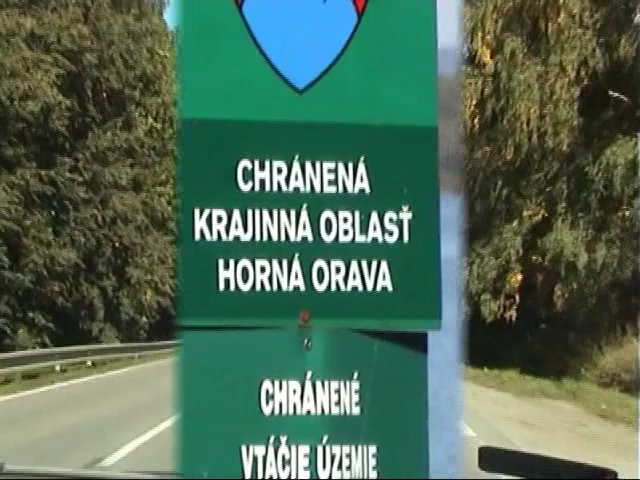 CHRÁNENÁ
KRAJINNÁ OBLASŤ
HORNÁ ORAVA
CHRÁNENÉ
VTÁČIE ÚZEMIE